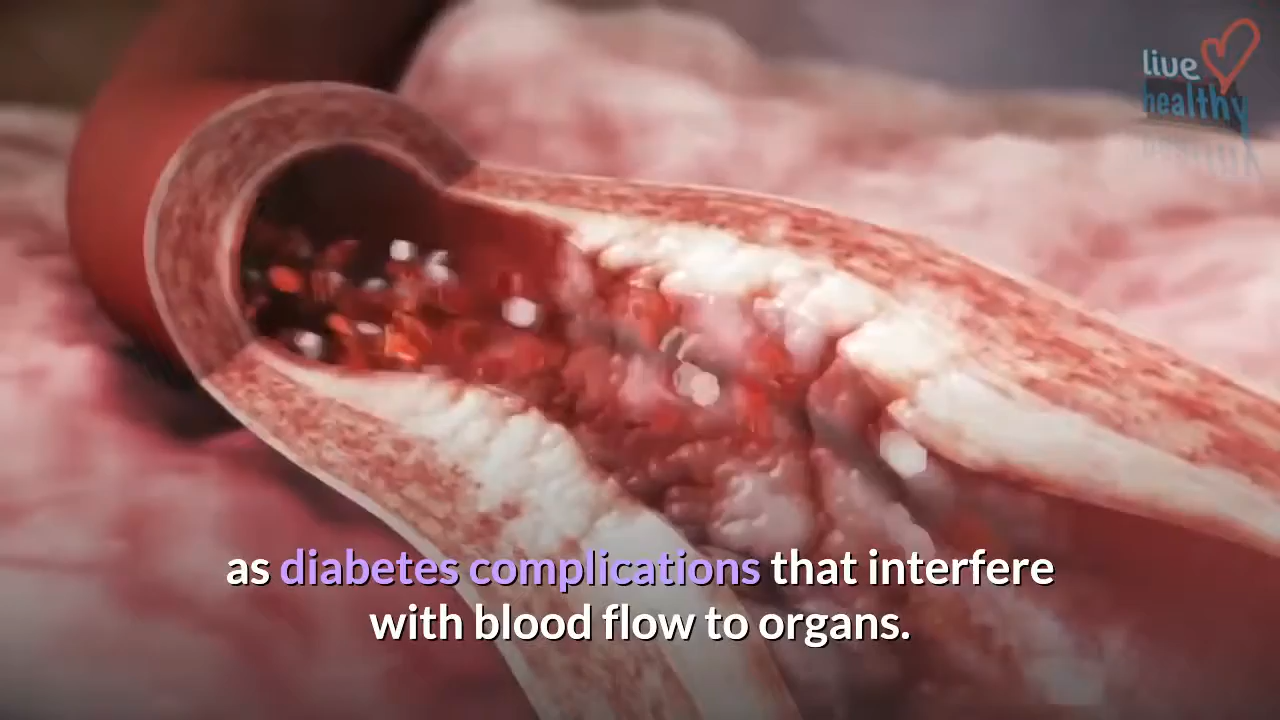 live
healthy
as diabetes complications that interfere
with blood flow to organs.